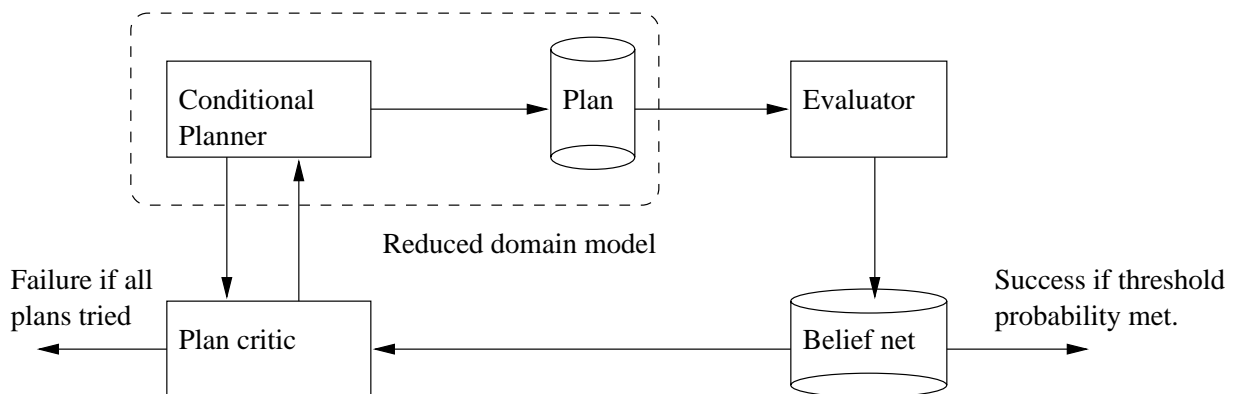 Conditional
Planner
Plan
Evaluator
Reduced domain model
Failure if all
plans tried
Plan critic
Belief net
Success if threshold
probability met.